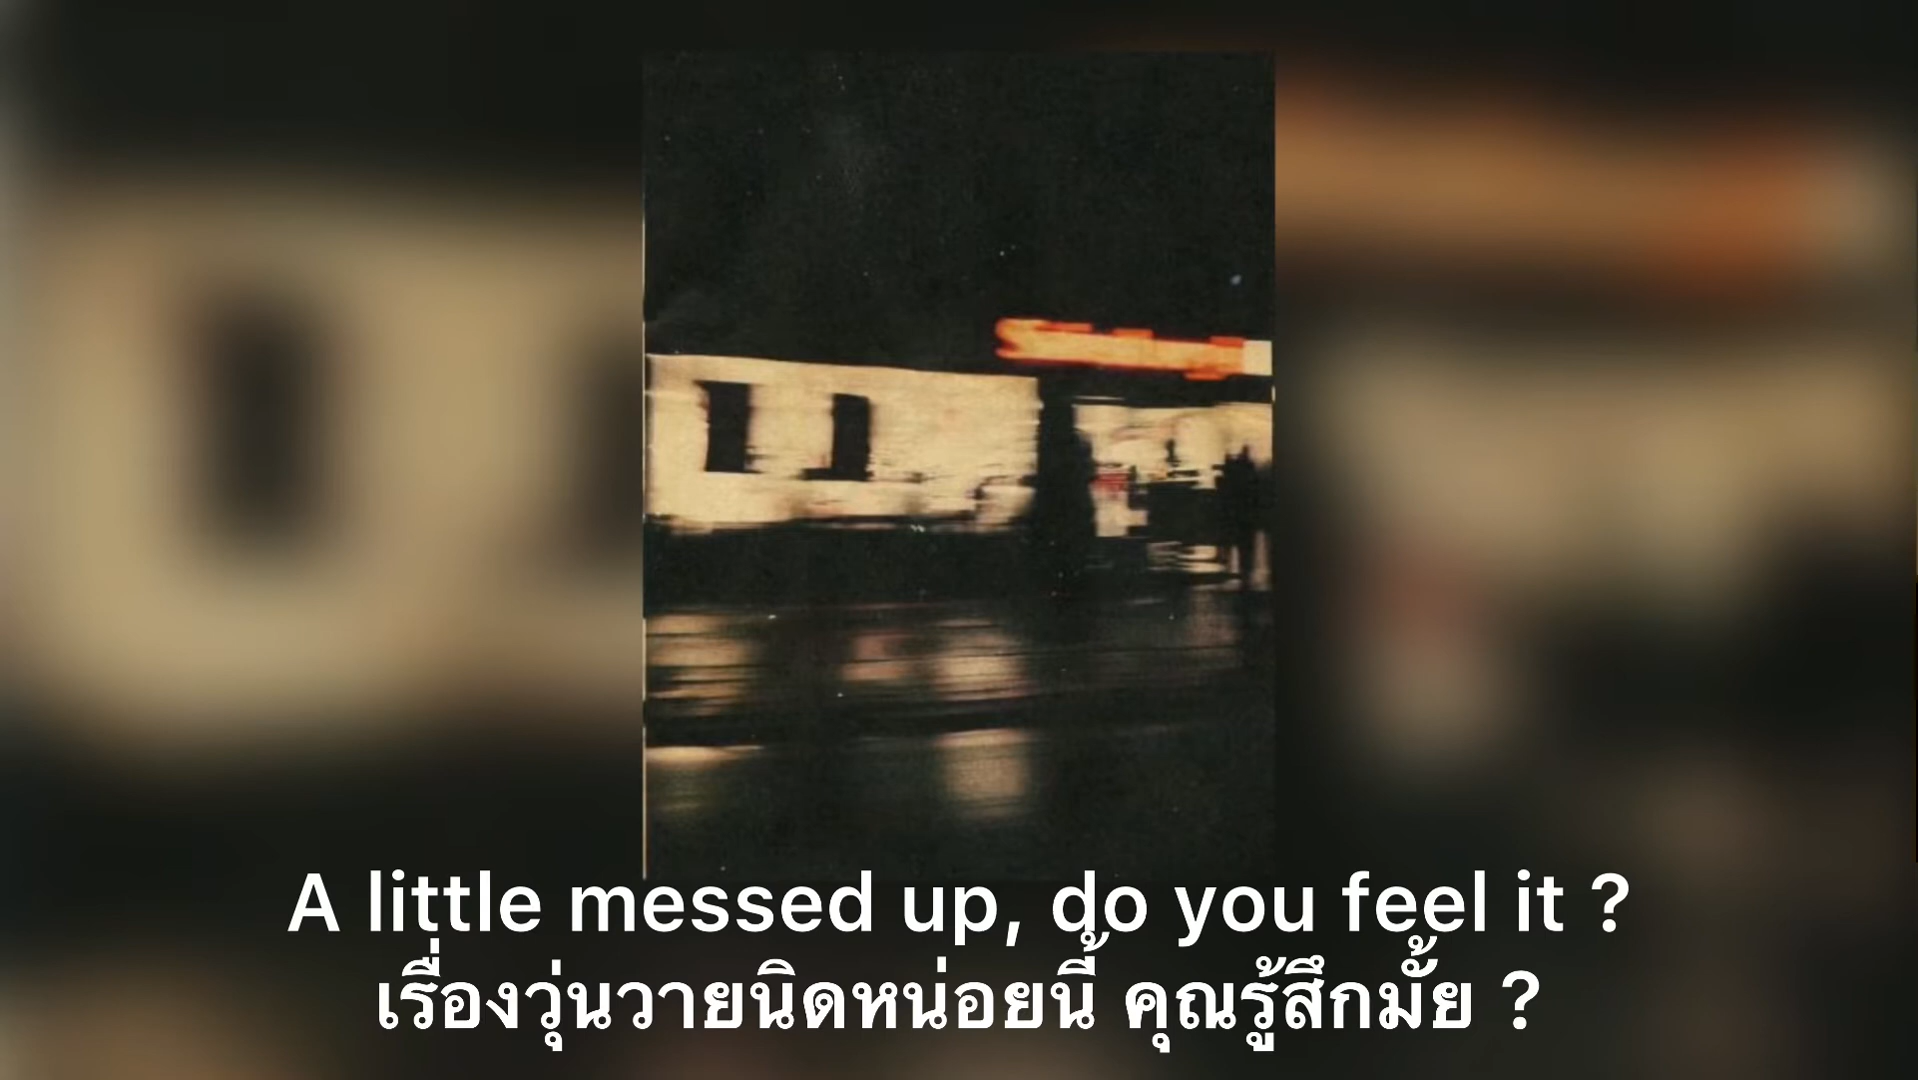 A little messed up, do you feel it ?
เรื่องวุ่นวายนิดหน่อยนี้ คุณรู้สึกมั้ย ?